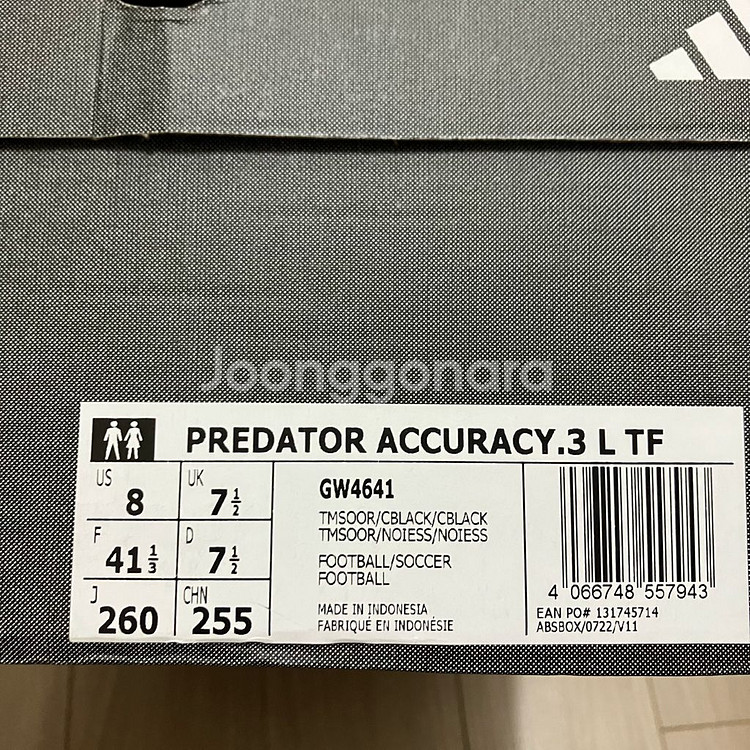 Joonggonara
PREDATOR ACCURACY.3 L TF
US 8 UK 7 1/2
F 41 1/3 D 7 1/2
J 260 CHN 255
GW4641
TMSOOR/CBLACK/CBLACK
TMSOOR/NOIESS/NOIESS
FOOTBALL/SOCCER
FOOTBALL
MADE IN INDONESIA
FABRIQUÉ EN INDONÉSIE
4 066748 557943
EAN PO# 131745714
ABSBOX/0722/V11